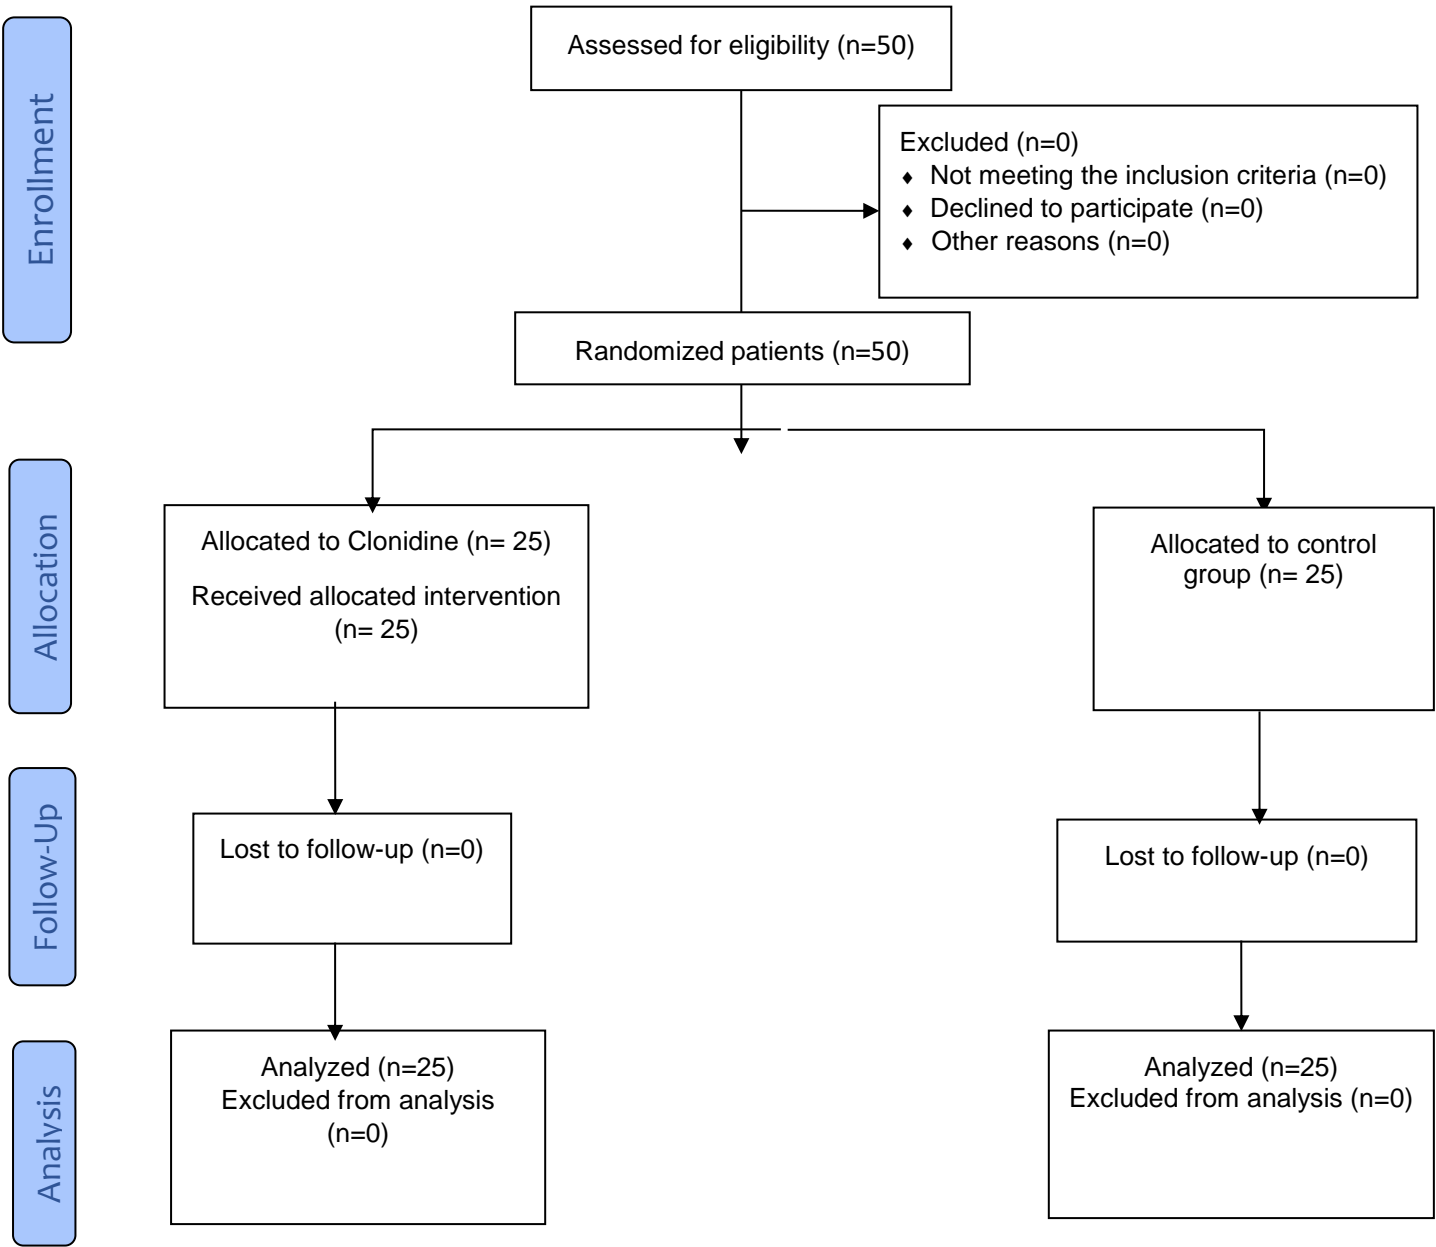 Enrollment
Assessed for eligibility (n=50)
Excluded (n=0)
♦ Not meeting the inclusion criteria (n=0)
♦ Declined to participate (n=0)
♦ Other reasons (n=0)
Randomized patients (n=50)
Allocation
Allocated to Clonidine (n= 25)
Received allocated intervention
(n= 25)
Allocated to control
group (n= 25)
Follow-Up
Lost to follow-up (n=0)
Lost to follow-up (n=0)
Analysis
Analyzed (n=25)
Excluded from analysis
(n=0)
Analyzed (n=25)
Excluded from analysis (n=0)